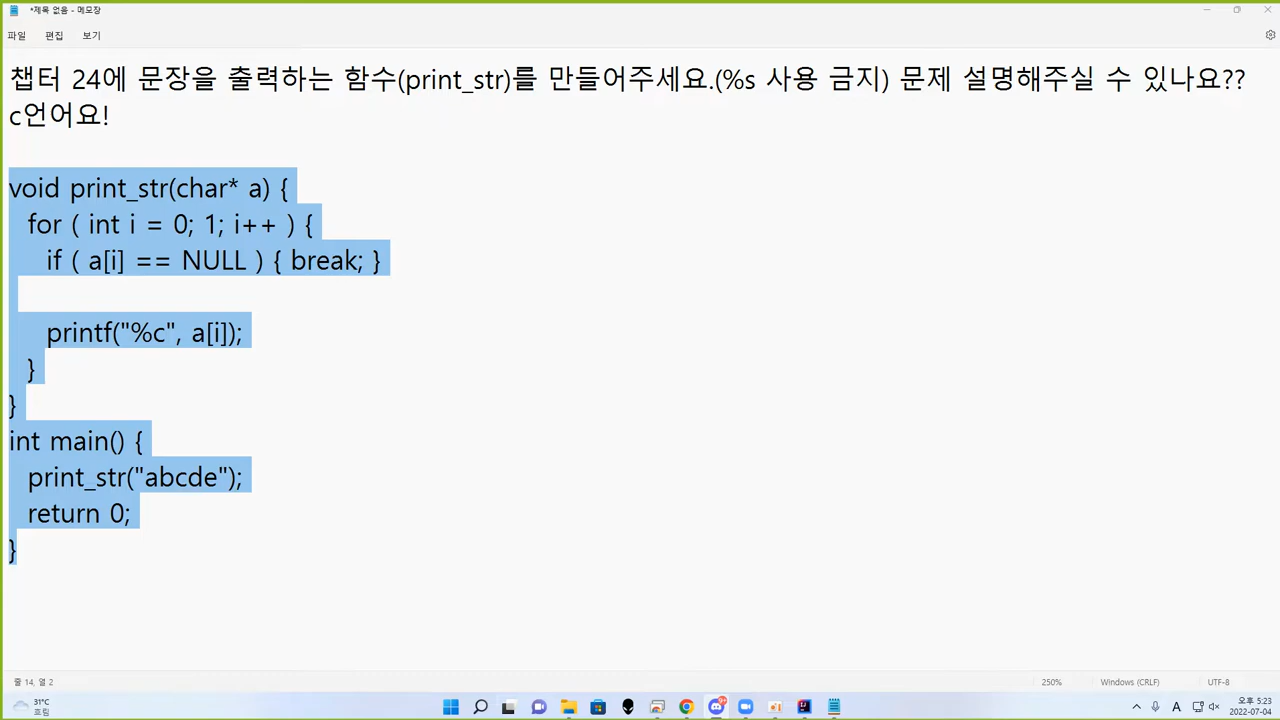 *제목 없음 - 메모장
파일 편집 보기
챕터 24에 문장을 출력하는 함수(print_str)를 만들어주세요.(%s 사용 금지) 문제 설명해주실 수 있나요??
c언어요!
void print_str(char* a) {
for ( int i = 0; 1; i++ ) {
if ( a[i] == NULL ) { break; }
printf("%c", a[i]);
}
}
int main() {
print_str("abcde");
return 0;
}
줄 14, 열 2
250%
Windows (CRLF)
UTF-8
31°C
흐림
A
오후 5:23
2022-07-04